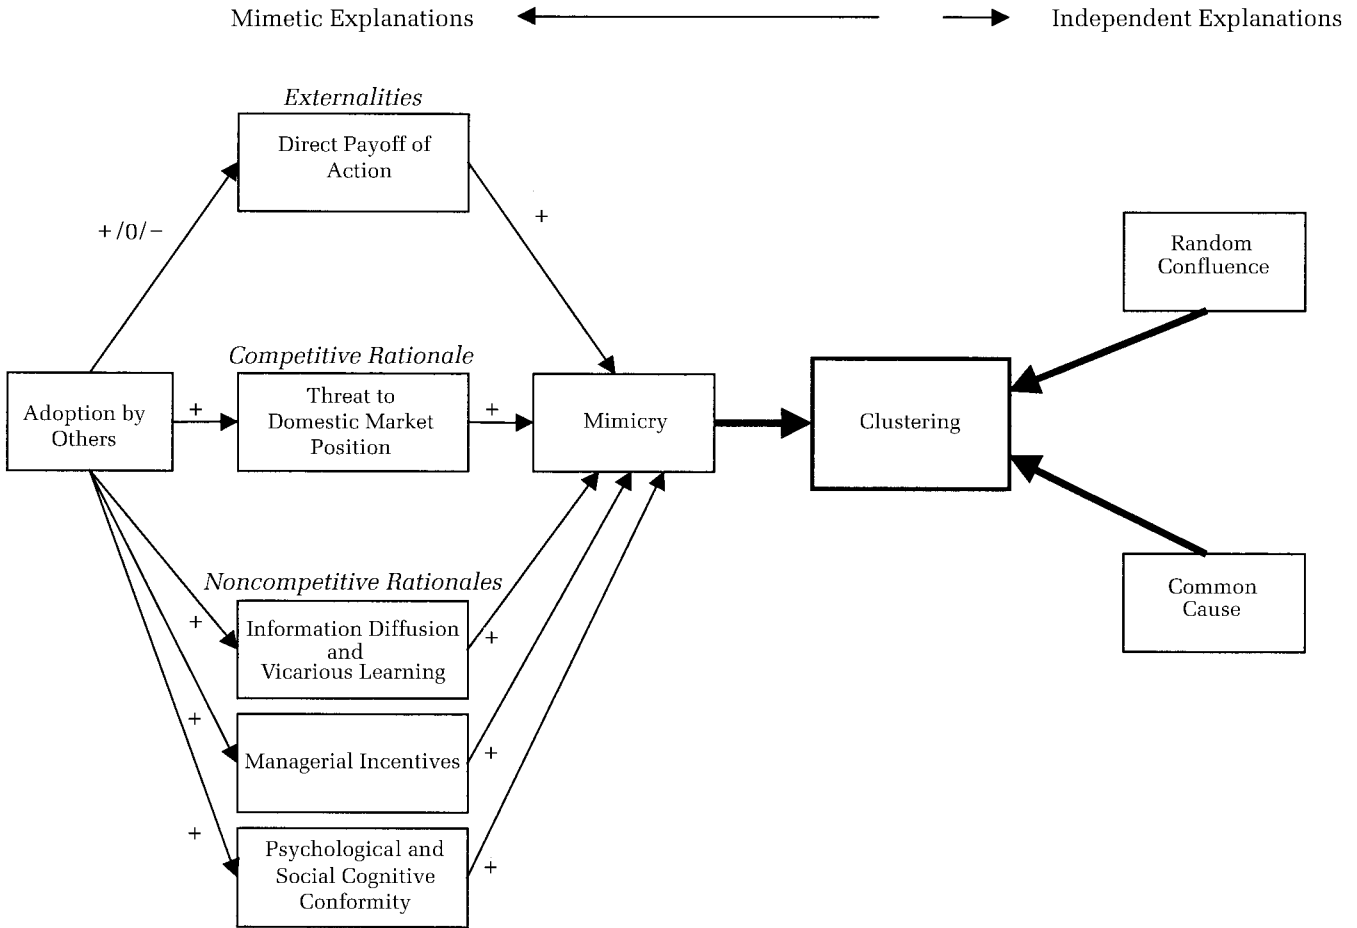 Mimetic Explanations
Independent Explanations
Externalities
Direct Payoff of
Action
+/0/−
+
Random
Confluence
Competitive Rationale
Adoption by
Others
+
Threat to
Domestic Market
Position
+
Mimicry
Clustering
Noncompetitive Rationales
+
Information Diffusion
and
Vicarious Learning
+
Common
Cause
+
Managerial Incentives
+
+
Psychological and
Social Cognitive
Conformity
+